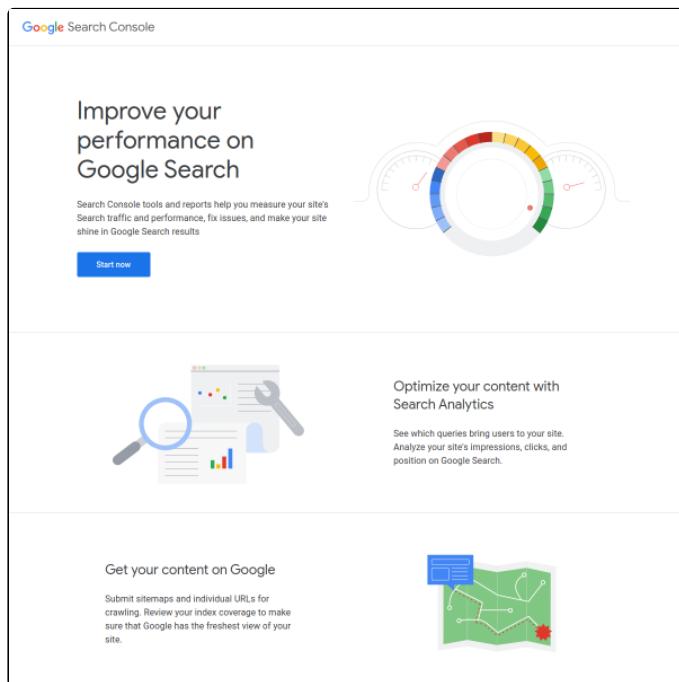 Google Search Console
Improve your
performance on
Google Search
Search Console tools and reports help you measure your site's
Search traffic and performance, fix issues, and make your site
shine in Google Search results
Start now
Optimize your content with
Search Analytics
See which queries bring users to your site.
Analyze your site's impressions, clicks, and
position on Google Search.
Get your content on Google
Submit sitemaps and individual URLs for
crawling. Review your index coverage to make
sure that Google has the freshest view of your
site.